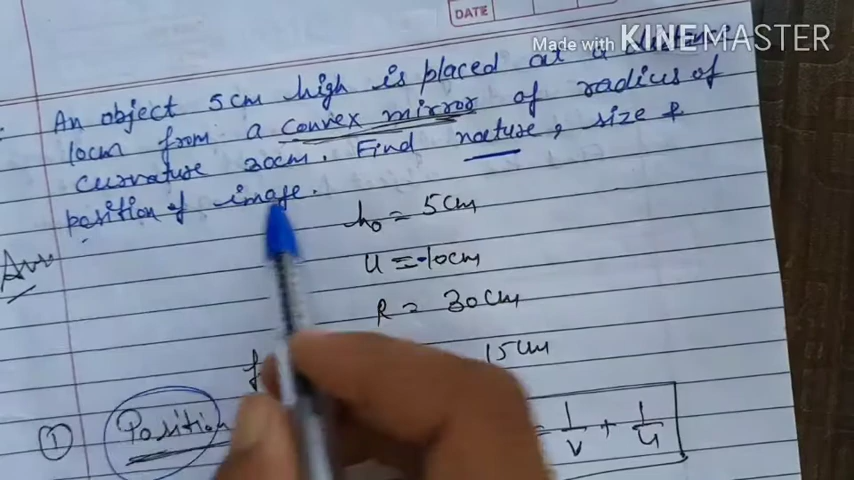 DATE
Made with KINEMASTER
An object 5cm high is placed at a distance
10cm from a convex mirror of radius of
curvature 30cm. Find nature, size &
position of image.
Ans
h₀ = 5cm
u = -10cm
R = 30cm
f 15cm
① Position = 1/v + 1/u